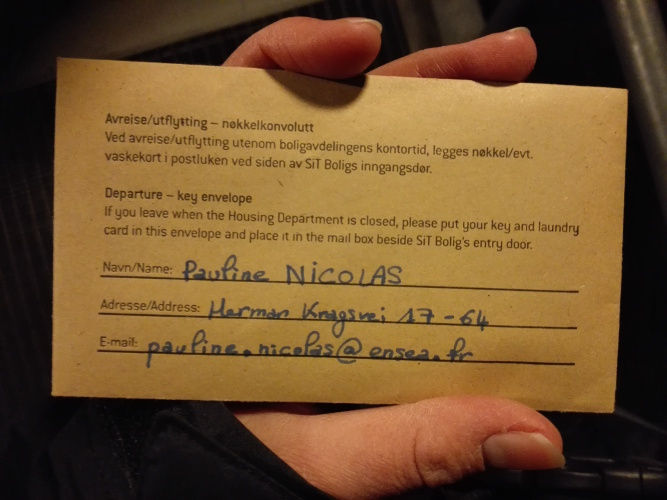 Avreise/utflytting – nøkkelkonvolutt
Ved avreise/utflytting utenom boligavdelingens kontortid, legges nøkkel/evt.
vaskekort i postluken ved siden av SiT Boligs inngangsdør.
Departure – key envelope
If you leave when the Housing Department is closed, please put your key and laundry
card in this envelope and place it in the mail box beside SiT Bolig's entry door.
Navn/Name: Pauline NICOLAS
Adresse/Address: Herman Kragsvei 17-64
E-mail: pauline.nicolas@ensea.fr